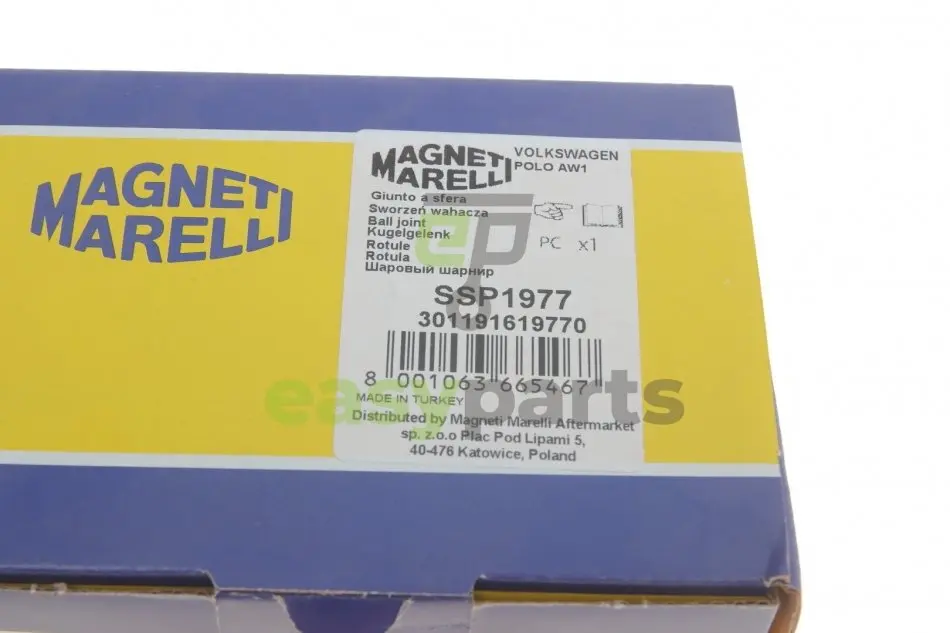 MAGNETI
MARELLI
MAGNETI
MARELLI
VOLKSWAGEN
POLO AW1
Giunto a sfera
Sworzeń wahacza
Ball joint
Kugelgelenk
Rotule
Rotula
Шаровый шарнир
PC x1
SSP1977
301191619770
8 001063 665467
MADE IN TURKEY
Distributed by Magneti Marelli Aftermarket
sp. z.o.o Plac Pod Lipami 5,
40-476 Katowice, Poland
ep
easyparts